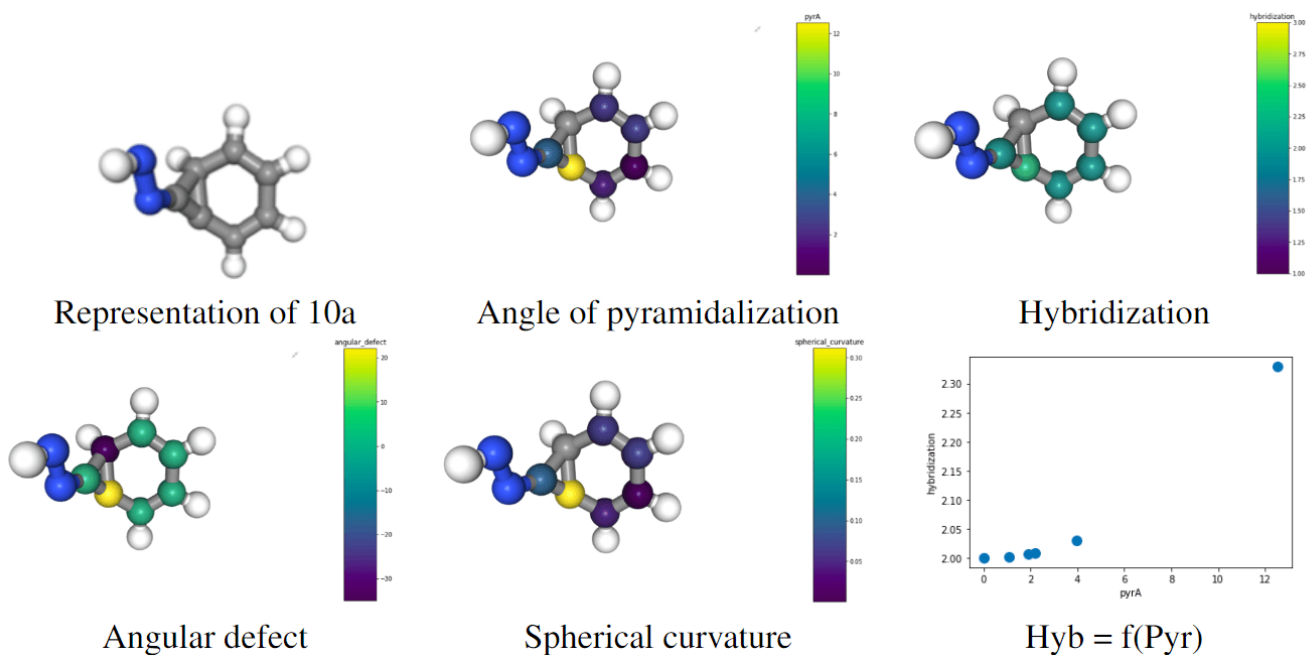 pyrA
12
10
8
6
4
2
hybridization
3.00
2.75
2.50
2.25
2.00
1.75
1.50
1.25
1.00
Representation of 10a
Angle of pyramidalization
Hybridization
angular_defect
20
10
0
−10
−20
−30
spherical_curvature
0.30
0.25
0.20
0.15
0.10
0.05
hybridization
2.30
2.25
2.20
2.15
2.10
2.05
2.00
0 2 4 6 8 10 12
pyrA
Angular defect
Spherical curvature
Hyb = f(Pyr)